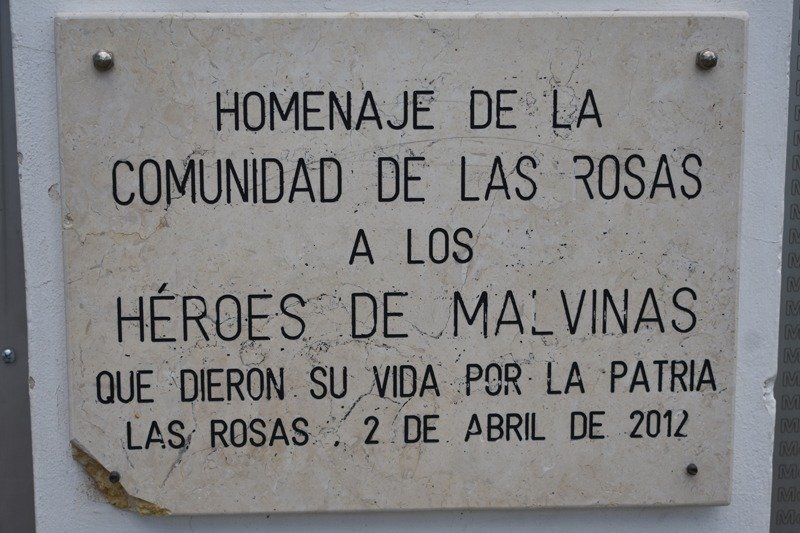 HOMENAJE DE LA
COMUNIDAD DE LAS ROSAS
A LOS
HÉROES DE MALVINAS
QUE DIERON SU VIDA POR LA PATRIA
LAS ROSAS . 2 DE ABRIL DE 2012